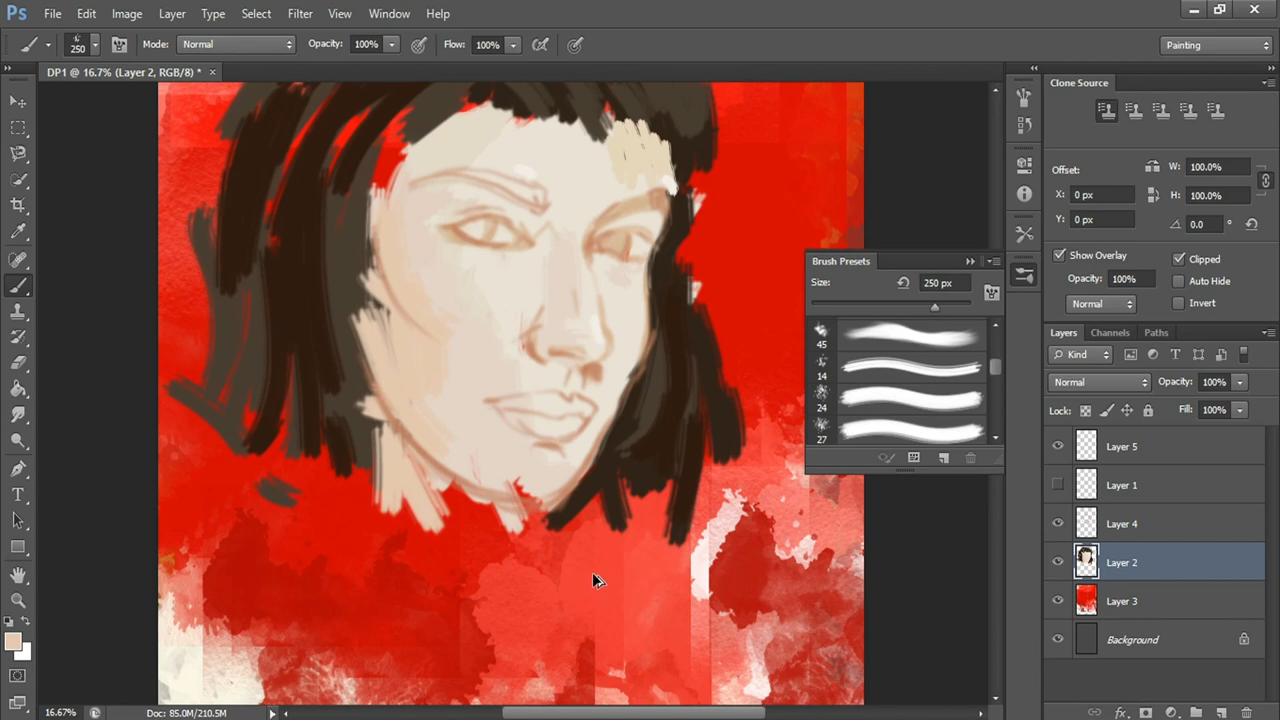 Ps File Edit Image Layer Type Select Filter View Window Help
250 Mode: Normal Opacity: 100% Flow: 100% Painting
DP1 @ 16.7% (Layer 2, RGB/8) * ×
Clone Source
Offset: W: 100.0%
X: 0 px H: 100.0%
Y: 0 px 0.0 °
Show Overlay Clipped
Opacity: 100% Auto Hide
Normal Invert
Brush Presets
Size: 250 px
45
14
24
27
Layers Channels Paths
Kind
Normal Opacity: 100%
Lock: Fill: 100%
Layer 5
Layer 1
Layer 4
Layer 2
Layer 3
Background
16.67% Doc: 85.0M/210.5M
fx